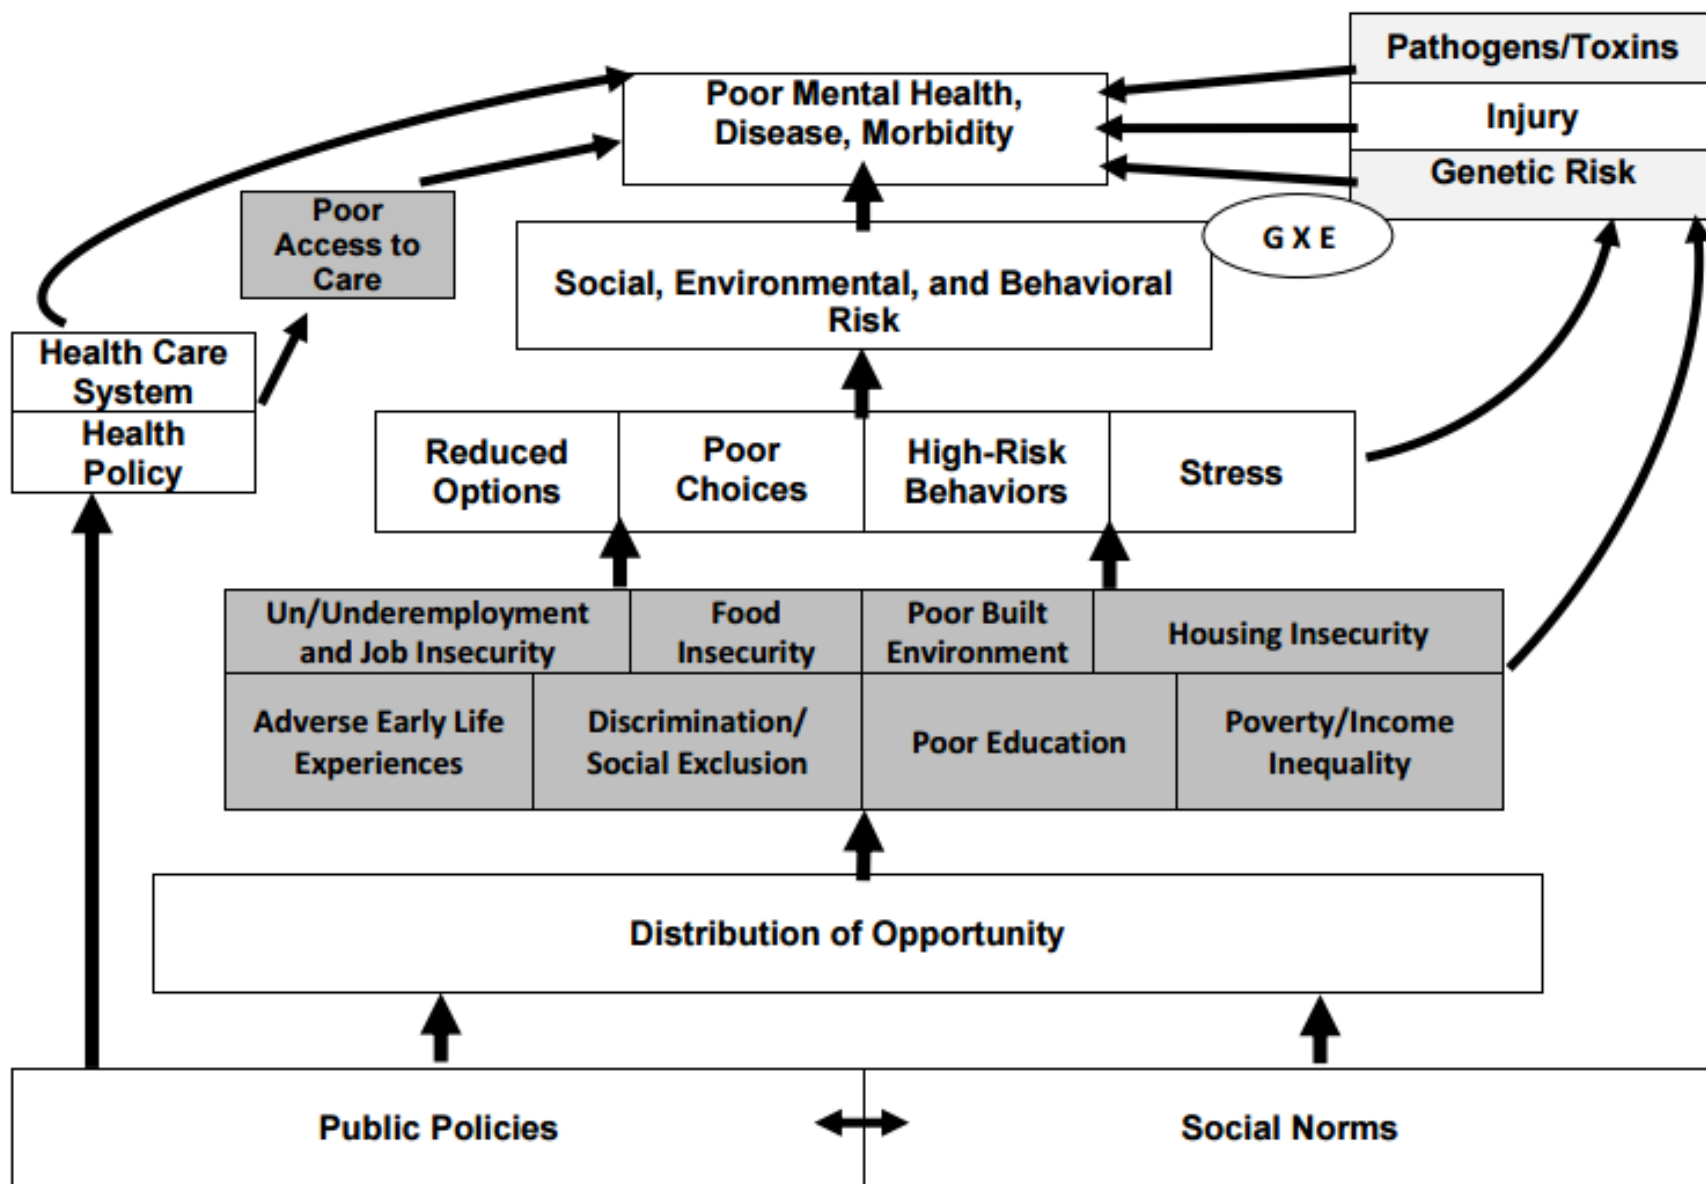 Pathogens/Toxins
Injury
Genetic Risk
Poor Mental Health,
Disease, Morbidity
G X E
Poor
Access to
Care
Social, Environmental, and Behavioral
Risk
Health Care
System
Health
Policy
Reduced
Options
Poor
Choices
High-Risk
Behaviors
Stress
Un/Underemployment
and Job Insecurity
Food
Insecurity
Poor Built
Environment
Housing Insecurity
Adverse Early Life
Experiences
Discrimination/
Social Exclusion
Poor Education
Poverty/Income
Inequality
Distribution of Opportunity
Public Policies
Social Norms